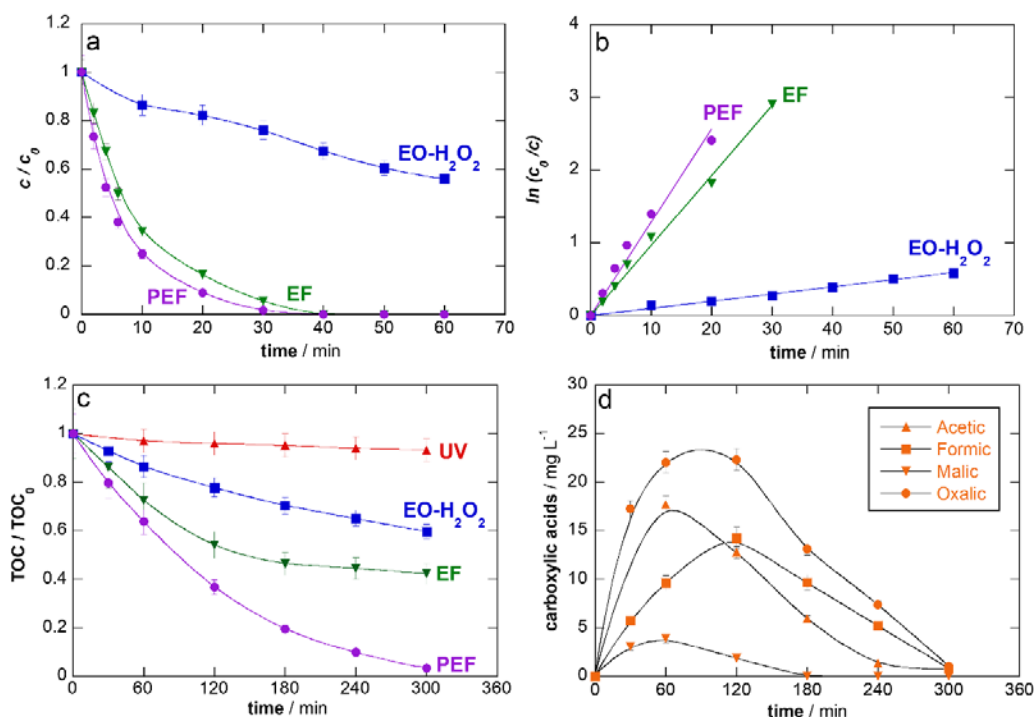 a
c / c₀
1.2
1
0.8
0.6
0.4
0.2
0
EO-H₂O₂
PEF
EF
0 10 20 30 40 50 60 70
time / min
b
ln (c₀/c)
4
3
2
1
0
PEF
EF
EO-H₂O₂
0 10 20 30 40 50 60 70
time / min
c
TOC / TOC₀
1.2
1
0.8
0.6
0.4
0.2
0
UV
EO-H₂O₂
EF
PEF
0 60 120 180 240 300 360
time / min
d
carboxylic acids / mg L⁻¹
30
25
20
15
10
5
0
Acetic
Formic
Malic
Oxalic
0 60 120 180 240 300 360
time / min